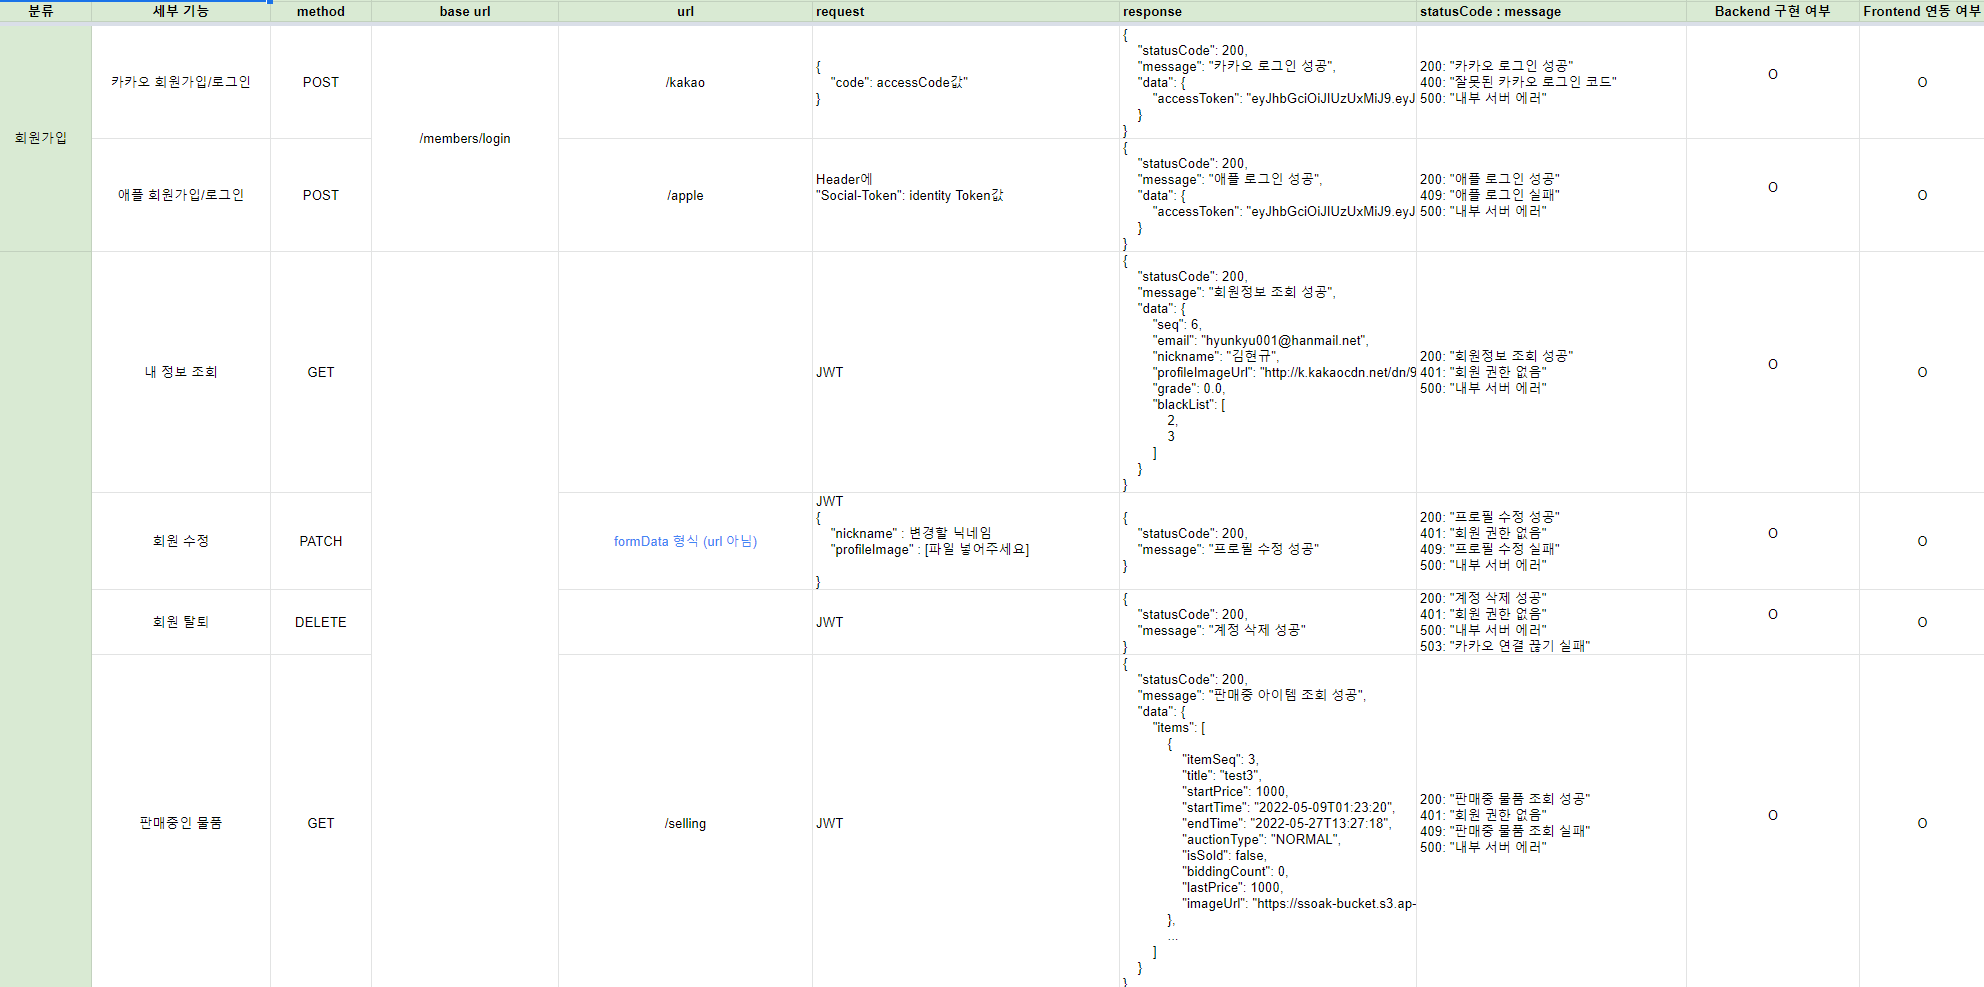 분류	세부 기능	method	base url	url	request	response	statusCode : message	Backend 구현 여부	Frontend 연동 여부
회원가입
카카오 회원가입/로그인
POST
/members/login
/kakao
{
"code": accessCode값"
}
{
"statusCode": 200,
"message": "카카오 로그인 성공",
"data": {
"accessToken": "eyJhbGciOiJIUzUxMiJ9.eyJ
}
}
200: "카카오 로그인 성공"
400: "잘못된 카카오 로그인 코드"
500: "내부 서버 에러"
O
O
애플 회원가입/로그인
POST
/apple
Header에
"Social-Token": identity Token값
{
"statusCode": 200,
"message": "애플 로그인 성공",
"data": {
"accessToken": "eyJhbGciOiJIUzUxMiJ9.eyJ
}
}
200: "애플 로그인 성공"
409: "애플 로그인 실패"
500: "내부 서버 에러"
O
O
내 정보 조회
GET
JWT
{
"statusCode": 200,
"message": "회원정보 조회 성공",
"data": {
"seq": 6,
"email": "hyunkyu001@hanmail.net",
"nickname": "김현규",
"profileImageUrl": "http://k.kakaocdn.net/dn/9
"grade": 0.0,
"blackList": [
2,
3
]
}
}
200: "회원정보 조회 성공"
401: "회원 권한 없음"
500: "내부 서버 에러"
O
O
회원 수정
PATCH
formData 형식 (url 아님)
JWT
{
"nickname" : 변경할 닉네임
"profileImage" : [파일 넣어주세요]
}
{
"statusCode": 200,
"message": "프로필 수정 성공"
}
200: "프로필 수정 성공"
401: "회원 권한 없음"
409: "프로필 수정 실패"
500: "내부 서버 에러"
O
O
회원 탈퇴
DELETE
JWT
{
"statusCode": 200,
"message": "계정 삭제 성공"
}
200: "계정 삭제 성공"
401: "회원 권한 없음"
500: "내부 서버 에러"
503: "카카오 연결 끊기 실패"
O
O
판매중인 물품
GET
/selling
JWT
{
"statusCode": 200,
"message": "판매중 아이템 조회 성공",
"data": {
"items": [
{
"itemSeq": 3,
"title": "test3",
"startPrice": 1000,
"startTime": "2022-05-09T01:23:20",
"endTime": "2022-05-27T13:27:18",
"auctionType": "NORMAL",
"isSold": false,
"biddingCount": 0,
"lastPrice": 1000,
"imageUrl": "https://ssoak-bucket.s3.ap-
},
...
]
}
}
200: "판매중 물품 조회 성공"
401: "회원 권한 없음"
409: "판매중 물품 조회 실패"
500: "내부 서버 에러"
O
O